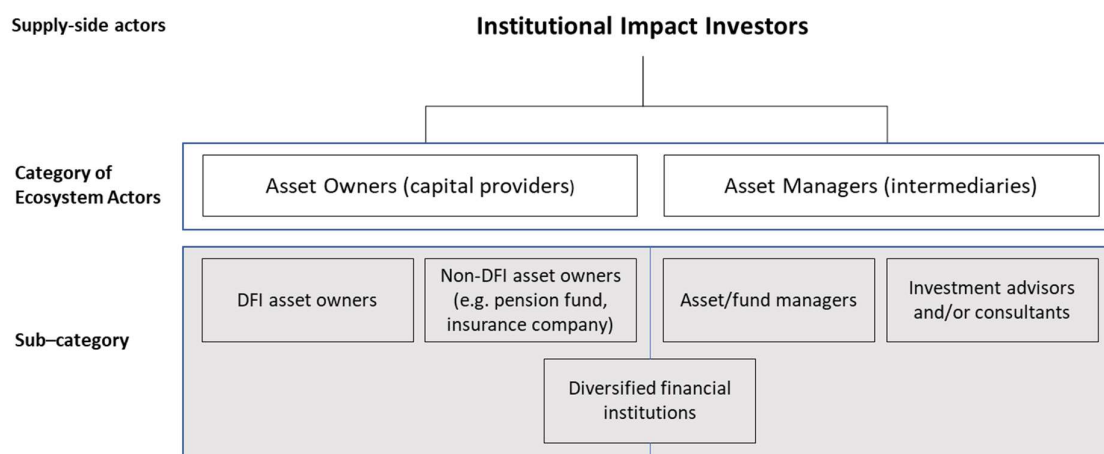 Supply-side actors
Institutional Impact Investors
Category of
Ecosystem Actors
Asset Owners (capital providers)
Asset Managers (intermediaries)
Sub–category
DFI asset owners
Non-DFI asset owners
(e.g. pension fund,
insurance company)
Asset/fund managers
Investment advisors
and/or consultants
Diversified financial
institutions